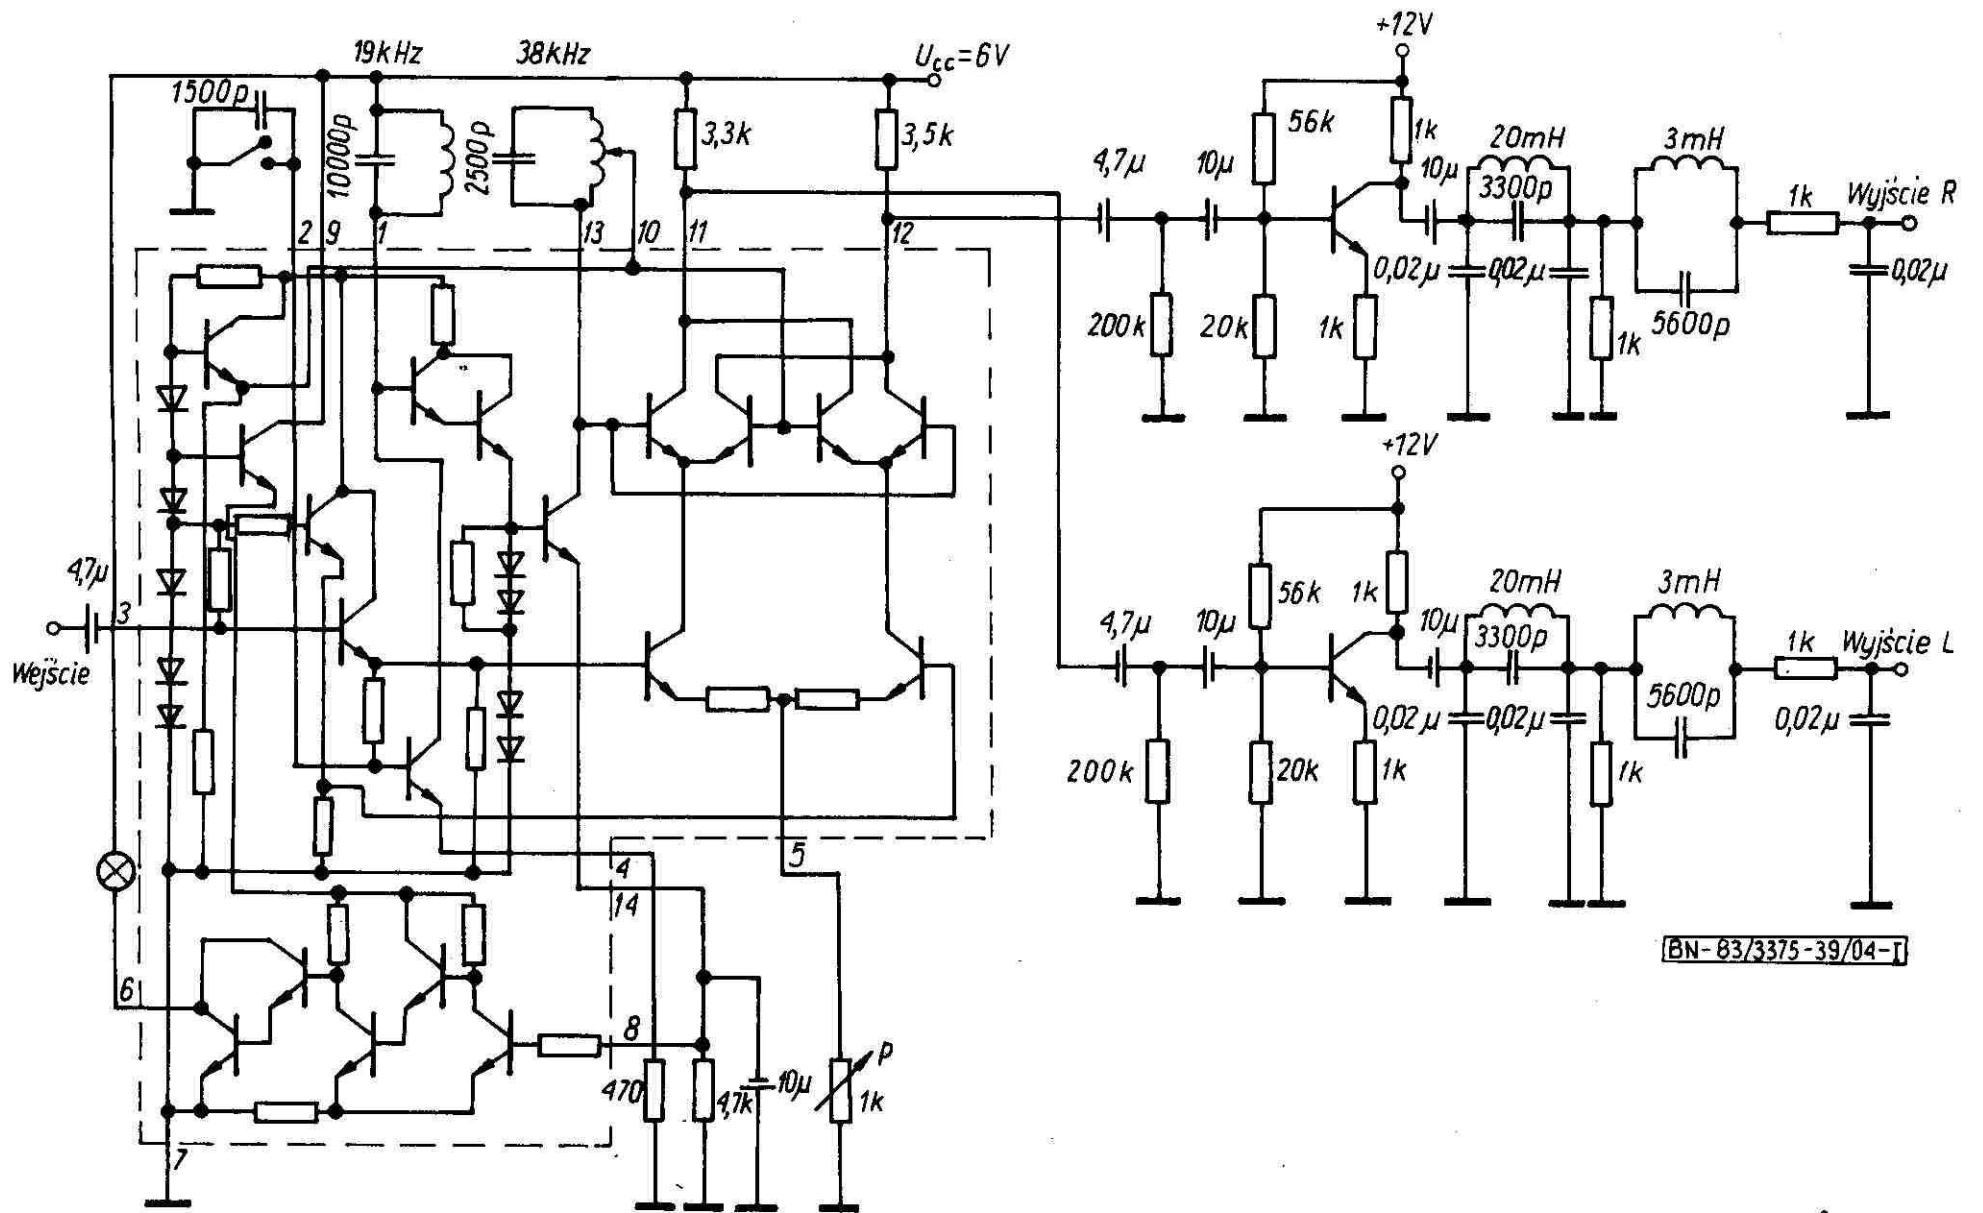 19kHz
38kHz
Ucc=6V
+12V
1500p
10000p
2500p
3,3k
3,5k
56k
1k
4,7μ
10μ
10μ
20mH
3300p
3mH
1k
Wyjście R
2
9
1
13
10
11
12
0,02μ
0,02μ
0,02μ
200k
20k
1k
1k
5600p
+12V
4,7μ
3
Wejście
56k
1k
4,7μ
10μ
10μ
20mH
3300p
3mH
5600p
1k
Wyjście L
0,02μ
0,02μ
0,02μ
200k
20k
1k
1k
4
5
14
6
8
7
470
4,7k
10μ
P
1k
BN-83/3375-39/04-I